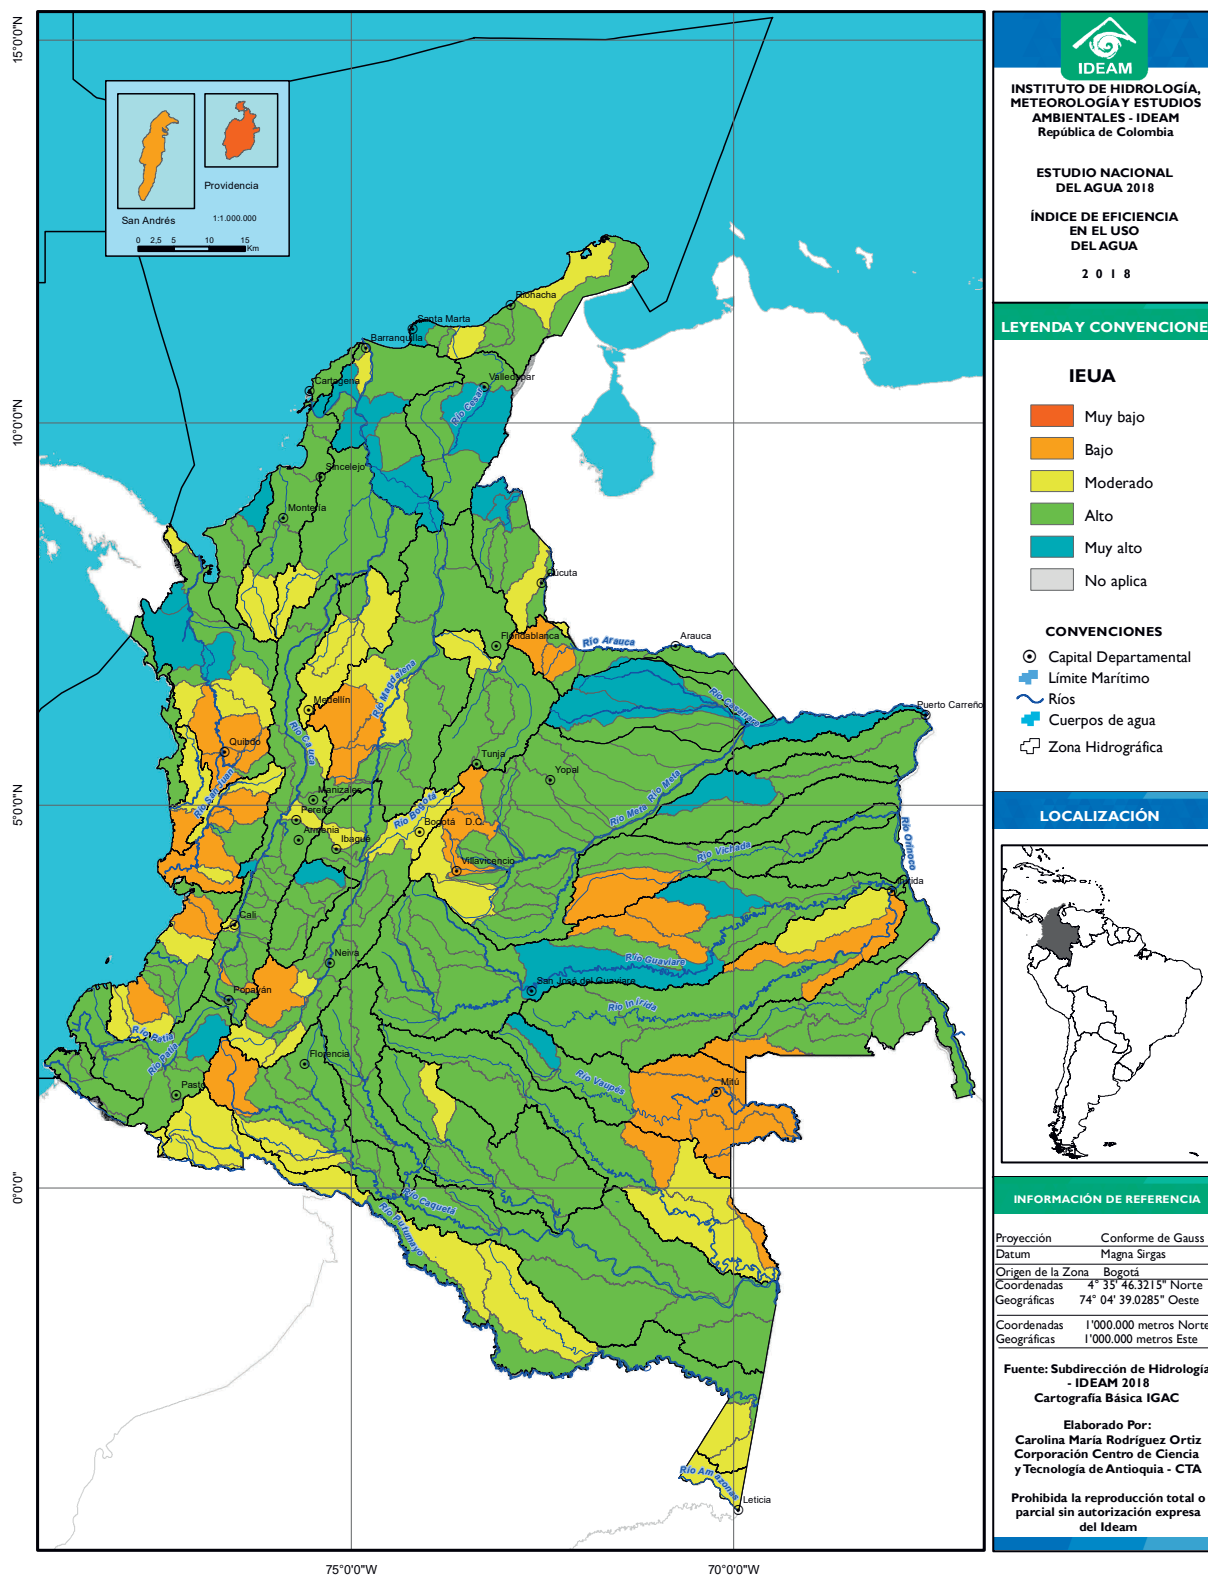 15°0'0"N
10°0'0"N
5°0'0"N
0°0'0"
75°0'0"W
70°0'0"W
San Andrés
Providencia
1:1.000.000
0 2,5 5 10 15
Km
Riohacha
Santa Marta
Barranquilla
Cartagena
Valledupar
Río Cesar
Sincelejo
Montería
Cúcuta
Floridablanca
Río Arauca
Arauca
Río Magdalena
Río Casanare
Puerto Carreño
Medellín
Río Cauca
Quibdó
Río San Juan
Tunja
Yopal
Río Meta
Río Meta
Manizales
Pereira
Armenia
Ibagué
Río Bogotá
Bogotá D.C.
Villavicencio
Río Vichada
Río Orinoco
Inírida
Cali
Neiva
Río Guaviare
San José del Guaviare
Río Inírida
Popayán
Río Patía
Río Patía
Florencia
Pasto
Río Vaupés
Mitú
Río Caquetá
Río Putumayo
Río Amazonas
Leticia
IDEAM
INSTITUTO DE HIDROLOGÍA,
METEOROLOGÍA Y ESTUDIOS
AMBIENTALES - IDEAM
República de Colombia
ESTUDIO NACIONAL
DEL AGUA 2018
ÍNDICE DE EFICIENCIA
EN EL USO
DEL AGUA
2 0 1 8
LEYENDA Y CONVENCIONE
IEUA
Muy bajo
Bajo
Moderado
Alto
Muy alto
No aplica
CONVENCIONES
Capital Departamental
Límite Marítimo
Ríos
Cuerpos de agua
Zona Hidrográfica
LOCALIZACIÓN
INFORMACIÓN DE REFERENCIA
Proyección Conforme de Gauss
Datum Magna Sirgas
Origen de la Zona Bogotá
Coordenadas 4° 35' 46.3215" Norte
Geográficas 74° 04' 39.0285" Oeste
Coordenadas 1'000.000 metros Norte
Geográficas 1'000.000 metros Este
Fuente: Subdirección de Hidrología
- IDEAM 2018
Cartografía Básica IGAC
Elaborado Por:
Carolina María Rodríguez Ortiz
Corporación Centro de Ciencia
y Tecnología de Antioquia - CTA
Prohibida la reproducción total o
parcial sin autorización expresa
del Ideam